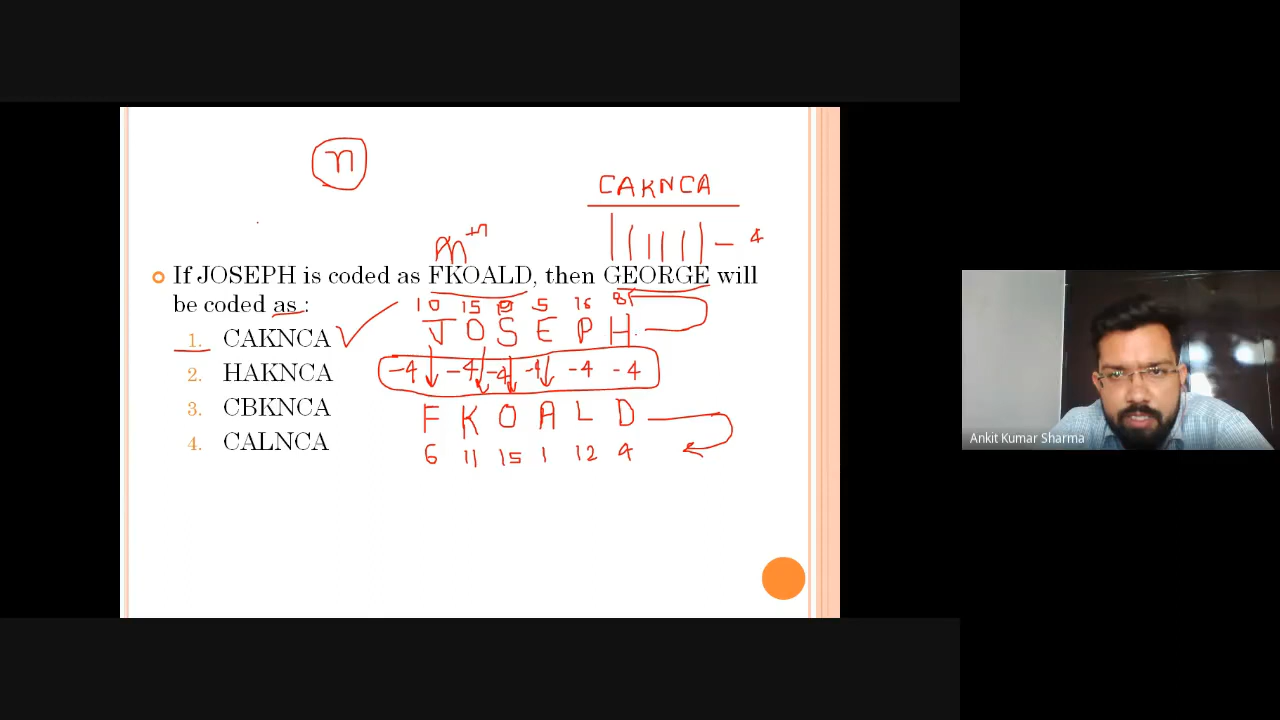 n
CAKNCA
- 4
If JOSEPH is coded as FKOALD, then GEORGE will
be coded as :
10 15 19 5 16 8
1. CAKNCA
J O S E P H
2. HAKNCA
-4 -4 -4 -4 -4 -4
3. CBKNCA
F K O A L D
4. CALNCA
6 11 15 1 12 4
Ankit Kumar Sharma